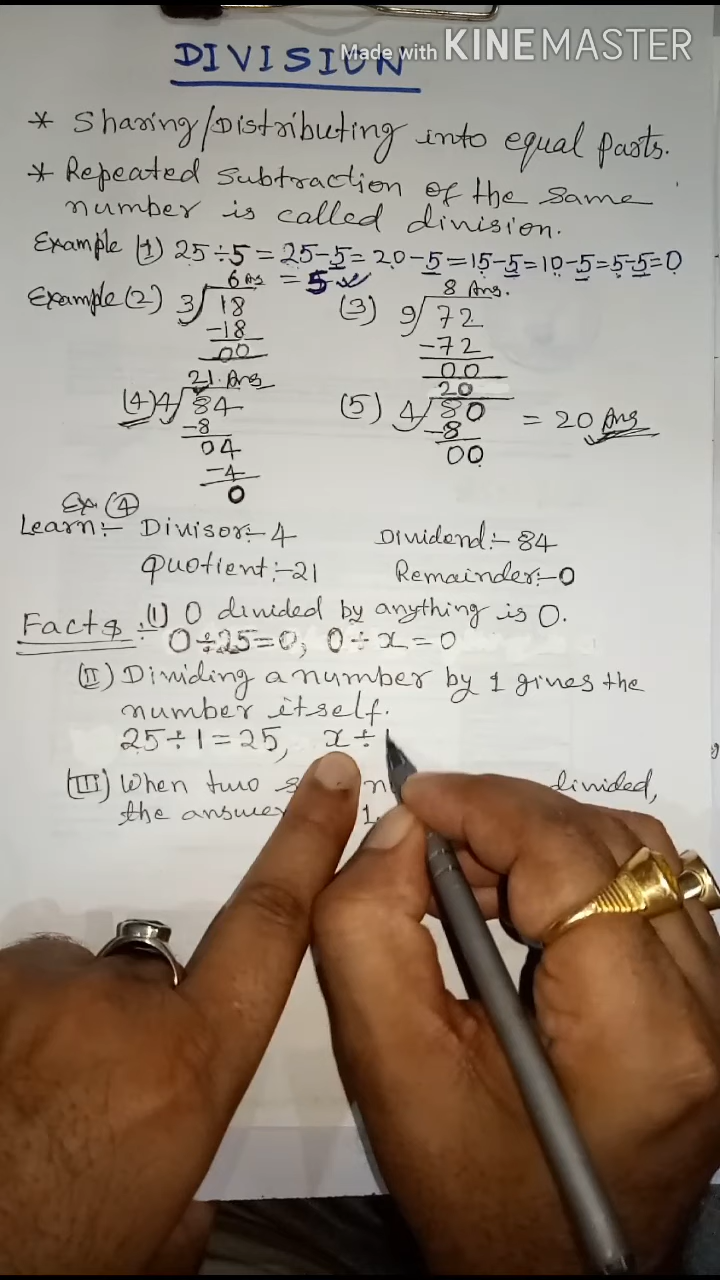 DIVISION
Made with KINEMASTER
* Sharing/Distributing into equal parts.
* Repeated subtraction of the same
number is called division.
Example (1) 25÷5 = 25-5= 20-5=15-5=10-5=5-5=0
= 5
Example (2) 3 18 6 Ans
-18
00
(3) 9 72 8 Ans.
-72
00
(4) 4 84 21. Ans
-8
04
-4
0
(5) 4 80 20 = 20 Ans
-8
00
Ex. (4)
Learn:- Divisor:-4 Dividend:-84
Quotient:-21 Remainder:-0
Facts:- (I) 0 divided by anything is 0.
0÷25=0, 0÷x=0
(II) Dividing a number by 1 gives the
number itself.
25÷1=25, x÷1
(III) When two divided,
the answer 1.